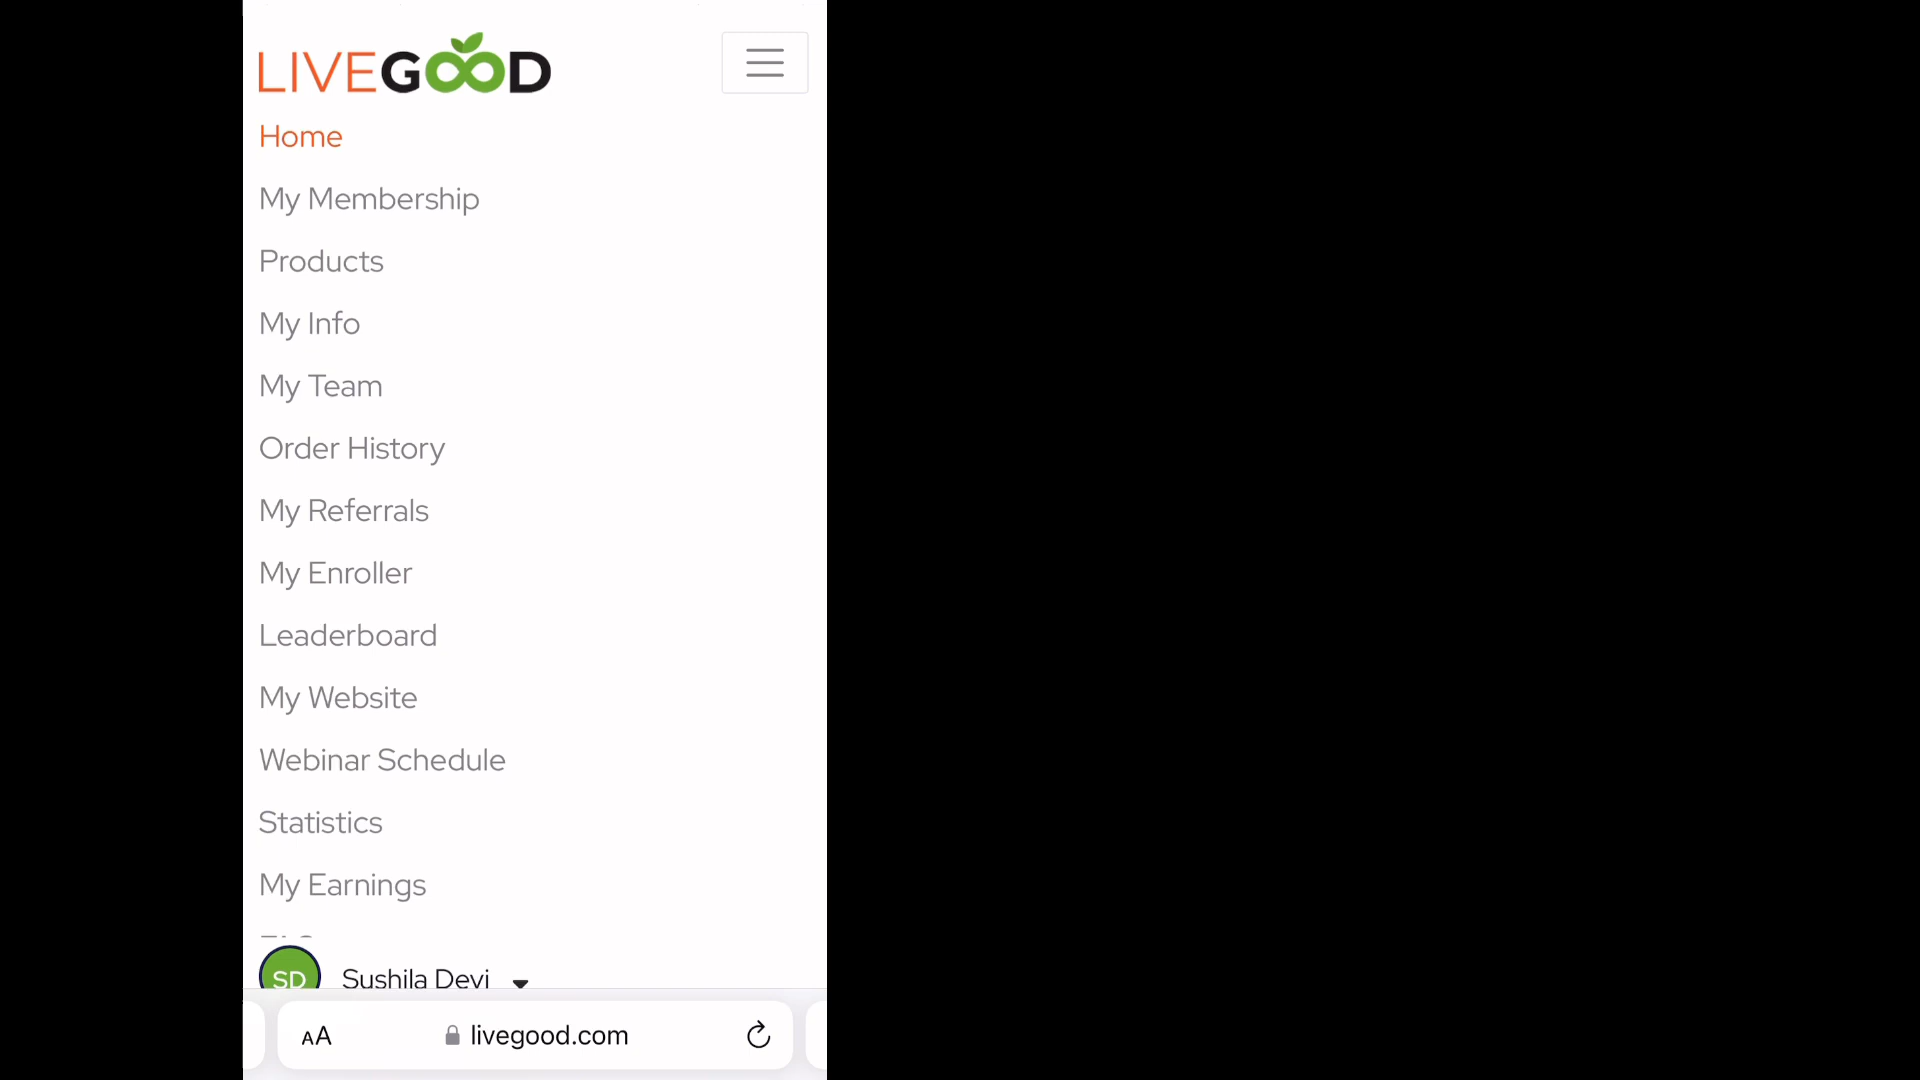 LIVEGOOD
Home
My Membership
Products
My Info
My Team
Order History
My Referrals
My Enroller
Leaderboard
My Website
Webinar Schedule
Statistics
My Earnings
SD Sushila Devi
AA livegood.com